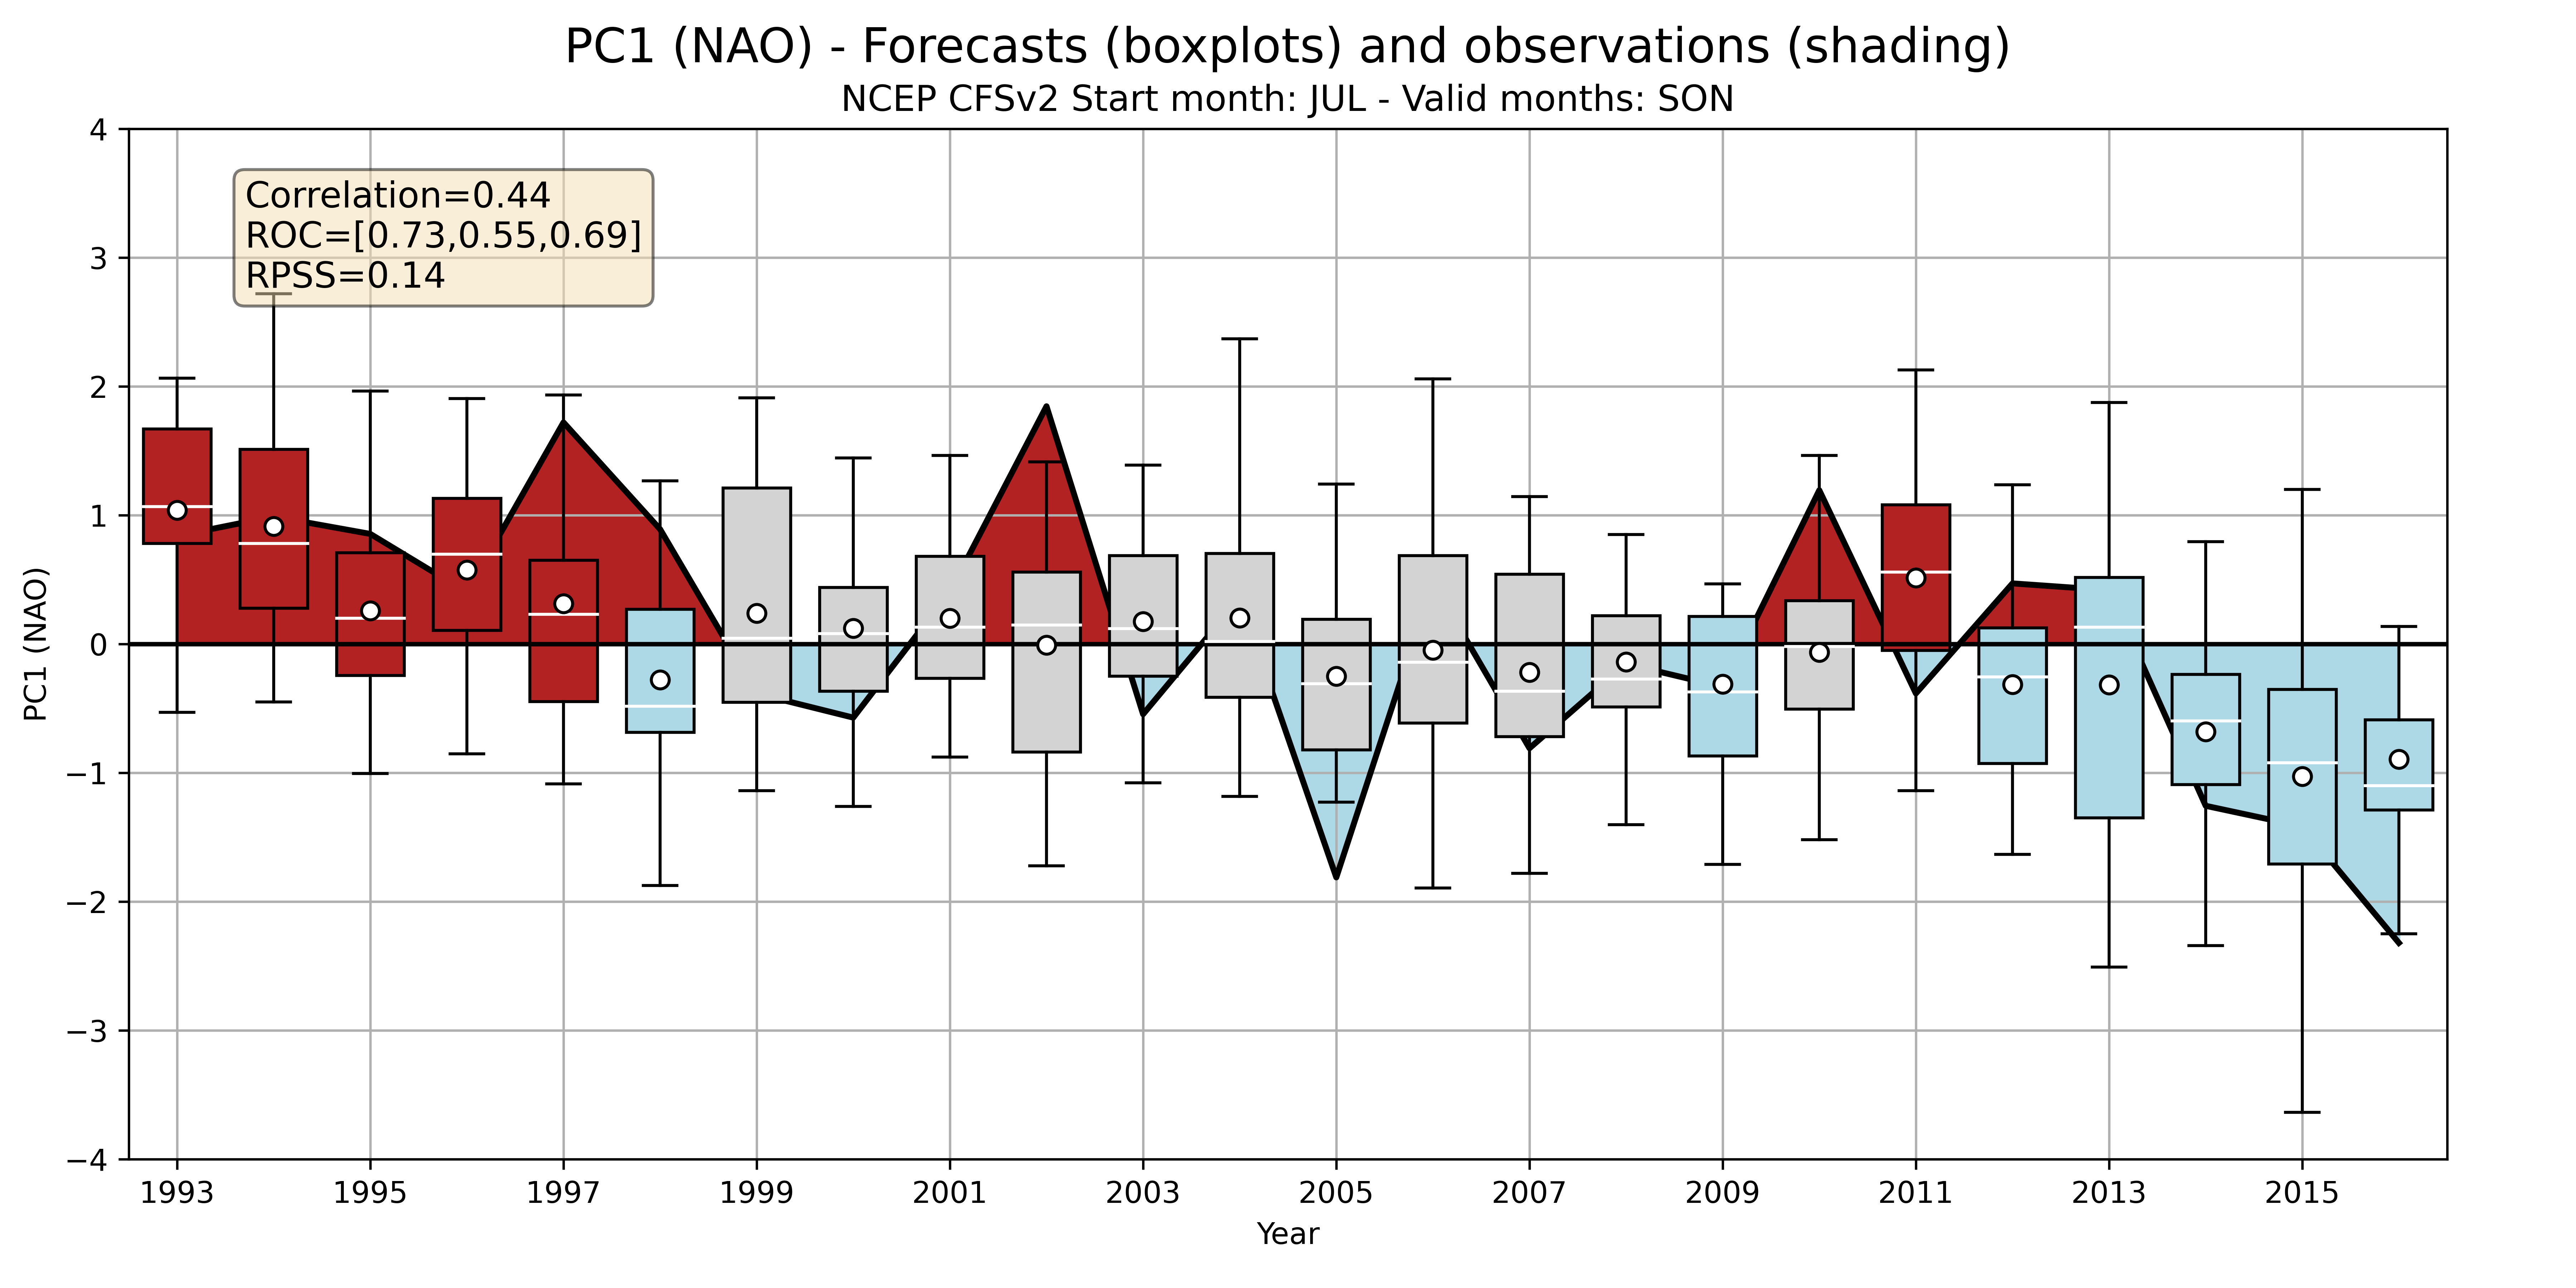 PC1 (NAO) - Forecasts (boxplots) and observations (shading)
NCEP CFSv2 Start month: JUL - Valid months: SON
Correlation=0.44
ROC=[0.73,0.55,0.69]
RPSS=0.14
PC1 (NAO)
4
3
2
1
0
−1
−2
−3
−4
1993 1995 1997 1999 2001 2003 2005 2007 2009 2011 2013 2015
Year